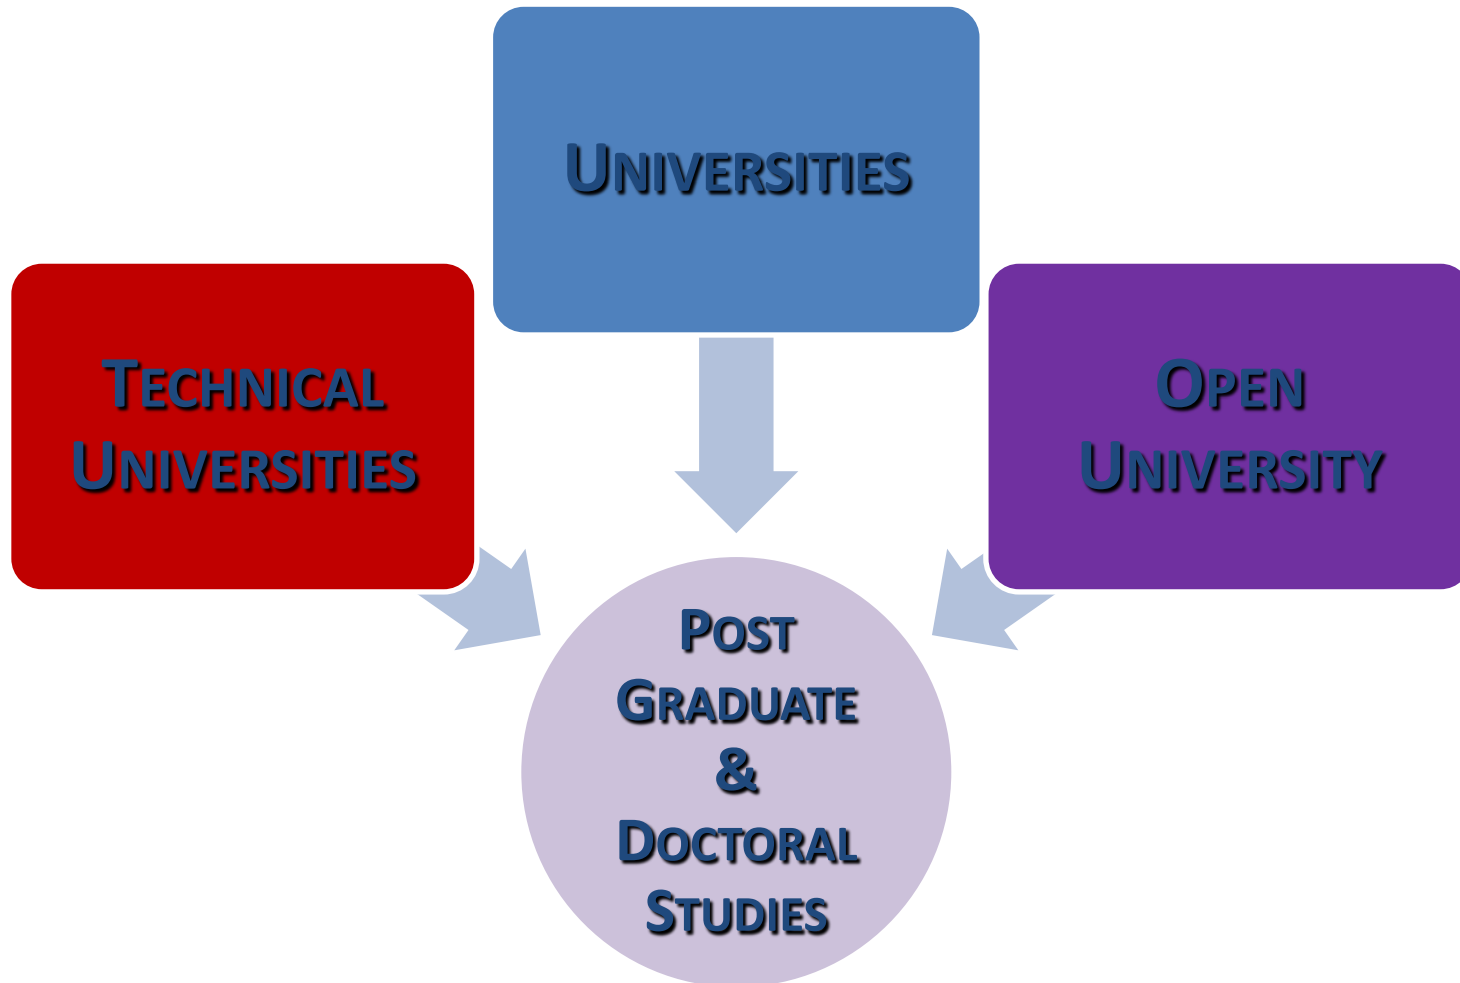 UNIVERSITIES
TECHNICAL
UNIVERSITIES
OPEN
UNIVERSITY
POST
GRADUATE
&
DOCTORAL
STUDIES